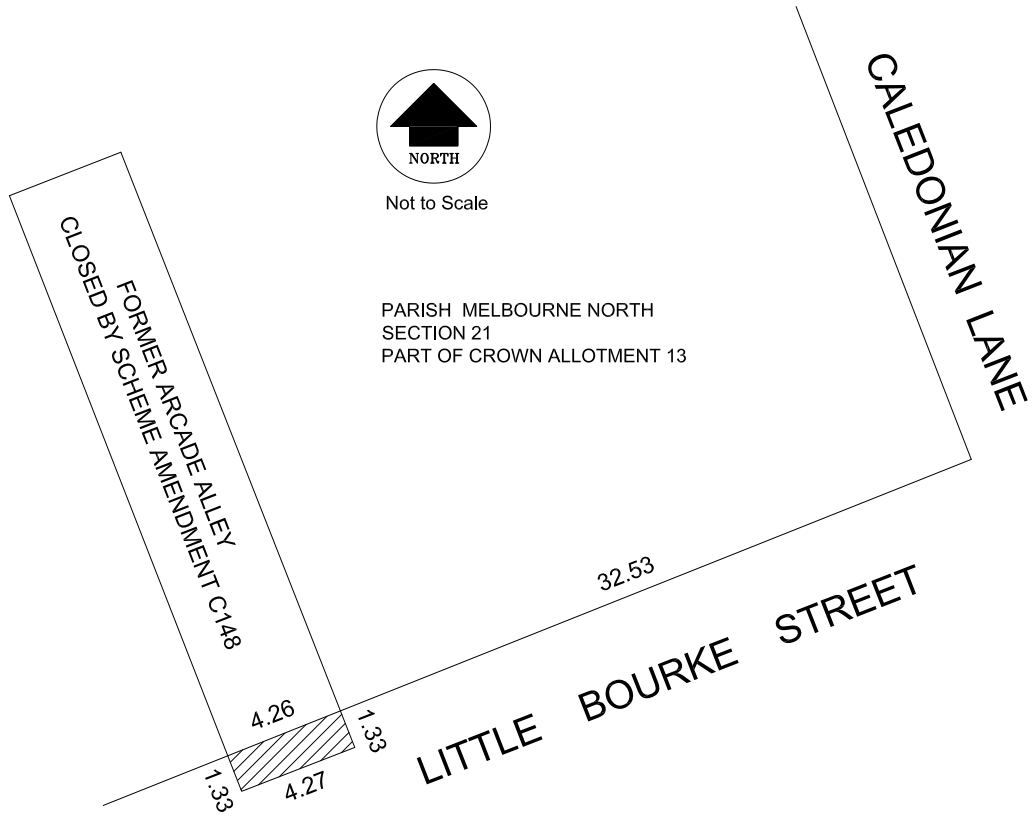 CALEDONIAN LANE
NORTH
Not to Scale
FORMER ARCADE ALLEY
CLOSED BY SCHEME AMENDMENT C148
PARISH MELBOURNE NORTH
SECTION 21
PART OF CROWN ALLOTMENT 13
32.53
LITTLE BOURKE STREET
4.26
1.33
1.33
4.27